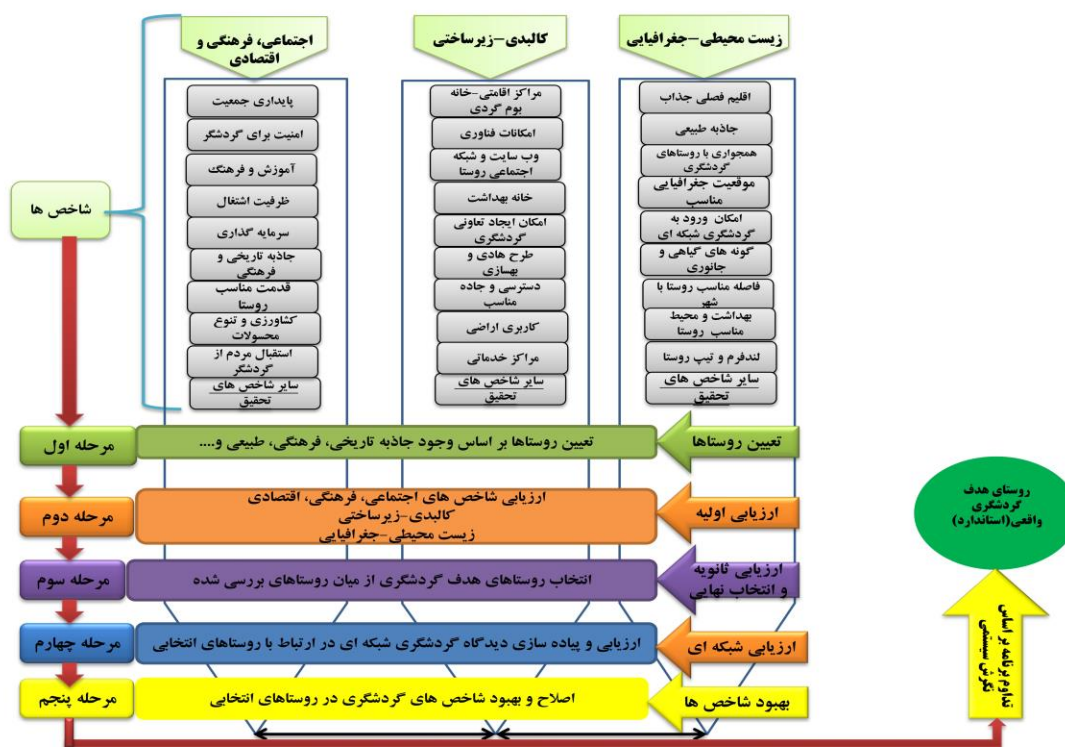 زیست محیطی-جغرافیایی
اقلیم فصلی جذاب
جاذبه طبیعی
همجواری با روستاهای
گردشگری
موقعیت جغرافیایی
مناسب
امکان ورود به
گردشگری شبکه ای
گونه های گیاهی و
جانوری
فاصله مناسب روستا با
شهر
بهداشت و محیط
مناسب روستا
لندفرم و تیپ روستا
سایر شاخص های
تحقیق
کالبدی-زیرساختی
مراکز اقامتی-خانه
بوم گردی
امکانات فناوری
وب سایت و شبکه
اجتماعی روستا
خانه بهداشت
امکان ایجاد تعاونی
گردشگری
طرح هادی و
بهسازی
دسترسی و جاده
مناسب
کاربری اراضی
مراکز خدماتی
سایر شاخص های
تحقیق
اجتماعی، فرهنگی و
اقتصادی
پایداری جمعیت
امنیت برای گردشگر
آموزش و فرهنگ
ظرفیت اشتغال
سرمایه گذاری
جاذبه تاریخی و
فرهنگی
قدمت مناسب
روستا
کشاورزی و تنوع
محصولات
استقبال مردم از
گردشگر
سایر شاخص های
تحقیق
شاخص ها
تعیین روستاها
تعیین روستاها بر اساس وجود جاذبه تاریخی، فرهنگی، طبیعی و....
مرحله اول
ارزیابی اولیه
ارزیابی شاخص های اجتماعی، فرهنگی، اقتصادی
کالبدی-زیرساختی
زیست محیطی-جغرافیایی
مرحله دوم
ارزیابی ثانویه
و انتخاب نهایی
انتخاب روستاهای هدف گردشگری از میان روستاهای بررسی شده
مرحله سوم
ارزیابی شبکه ای
ارزیابی و پیاده سازی دیدگاه گردشگری شبکه ای در ارتباط با روستاهای انتخابی
مرحله چهارم
بهبود شاخص ها
اصلاح و بهبود شاخص های گردشگری در روستاهای انتخابی
مرحله پنجم
روستای هدف
گردشگری
واقعی(استاندارد)
تداوم برنامه بر اساس
نگرش سیستمی